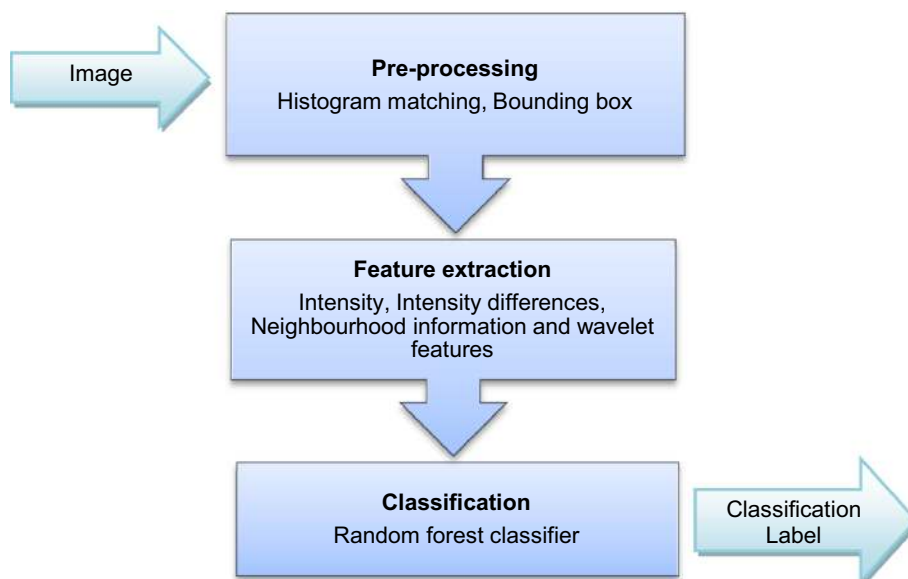 Image
Pre-processing
Histogram matching, Bounding box
Feature extraction
Intensity, Intensity differences,
Neighbourhood information and wavelet
features
Classification
Random forest classifier
Classification
Label